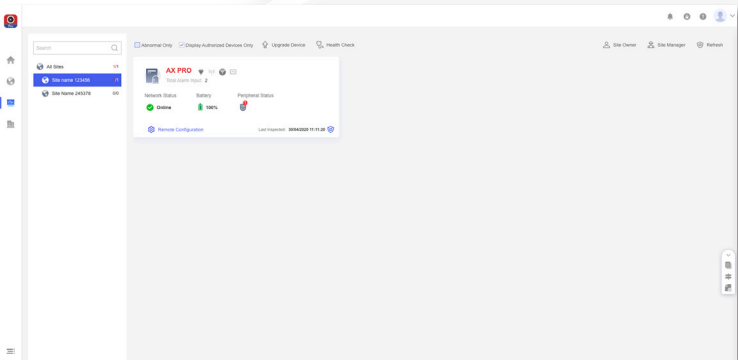 Search
Abnormal Only
Display Authorized Devices Only
Upgrade Device
Health Check
Site Owner
Site Manager
Refresh
All Sites 1/1
Site name 123456 /1
Site Name 245379 0/0
AX PRO
Total Alarm Input: 2
Network Status Battery Peripheral Status
Online 100%
Remote Configuration
Last Inspected: 30/04/2020 11:11:20